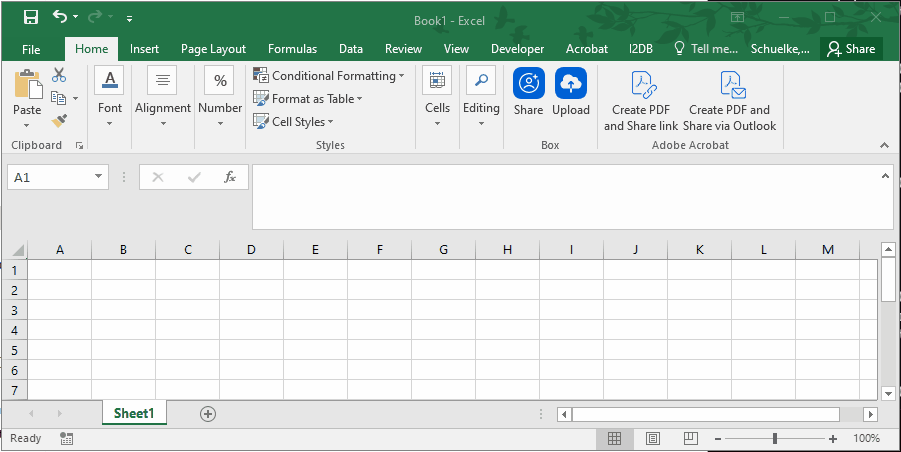 Book1 - Excel
File Home Insert Page Layout Formulas Data Review View Developer Acrobat I2DB Tell me... Schuelke,... Share
Paste
Clipboard
A
Font
Alignment
%
Number
Conditional Formatting
Format as Table
Cell Styles
Styles
Cells
Editing
Share Upload
Box
Create PDF
and Share link
Create PDF and
Share via Outlook
Adobe Acrobat
A1 fx
A B C D E F G H I J K L M
1
2
3
4
5
6
7
Sheet1
Ready 100%